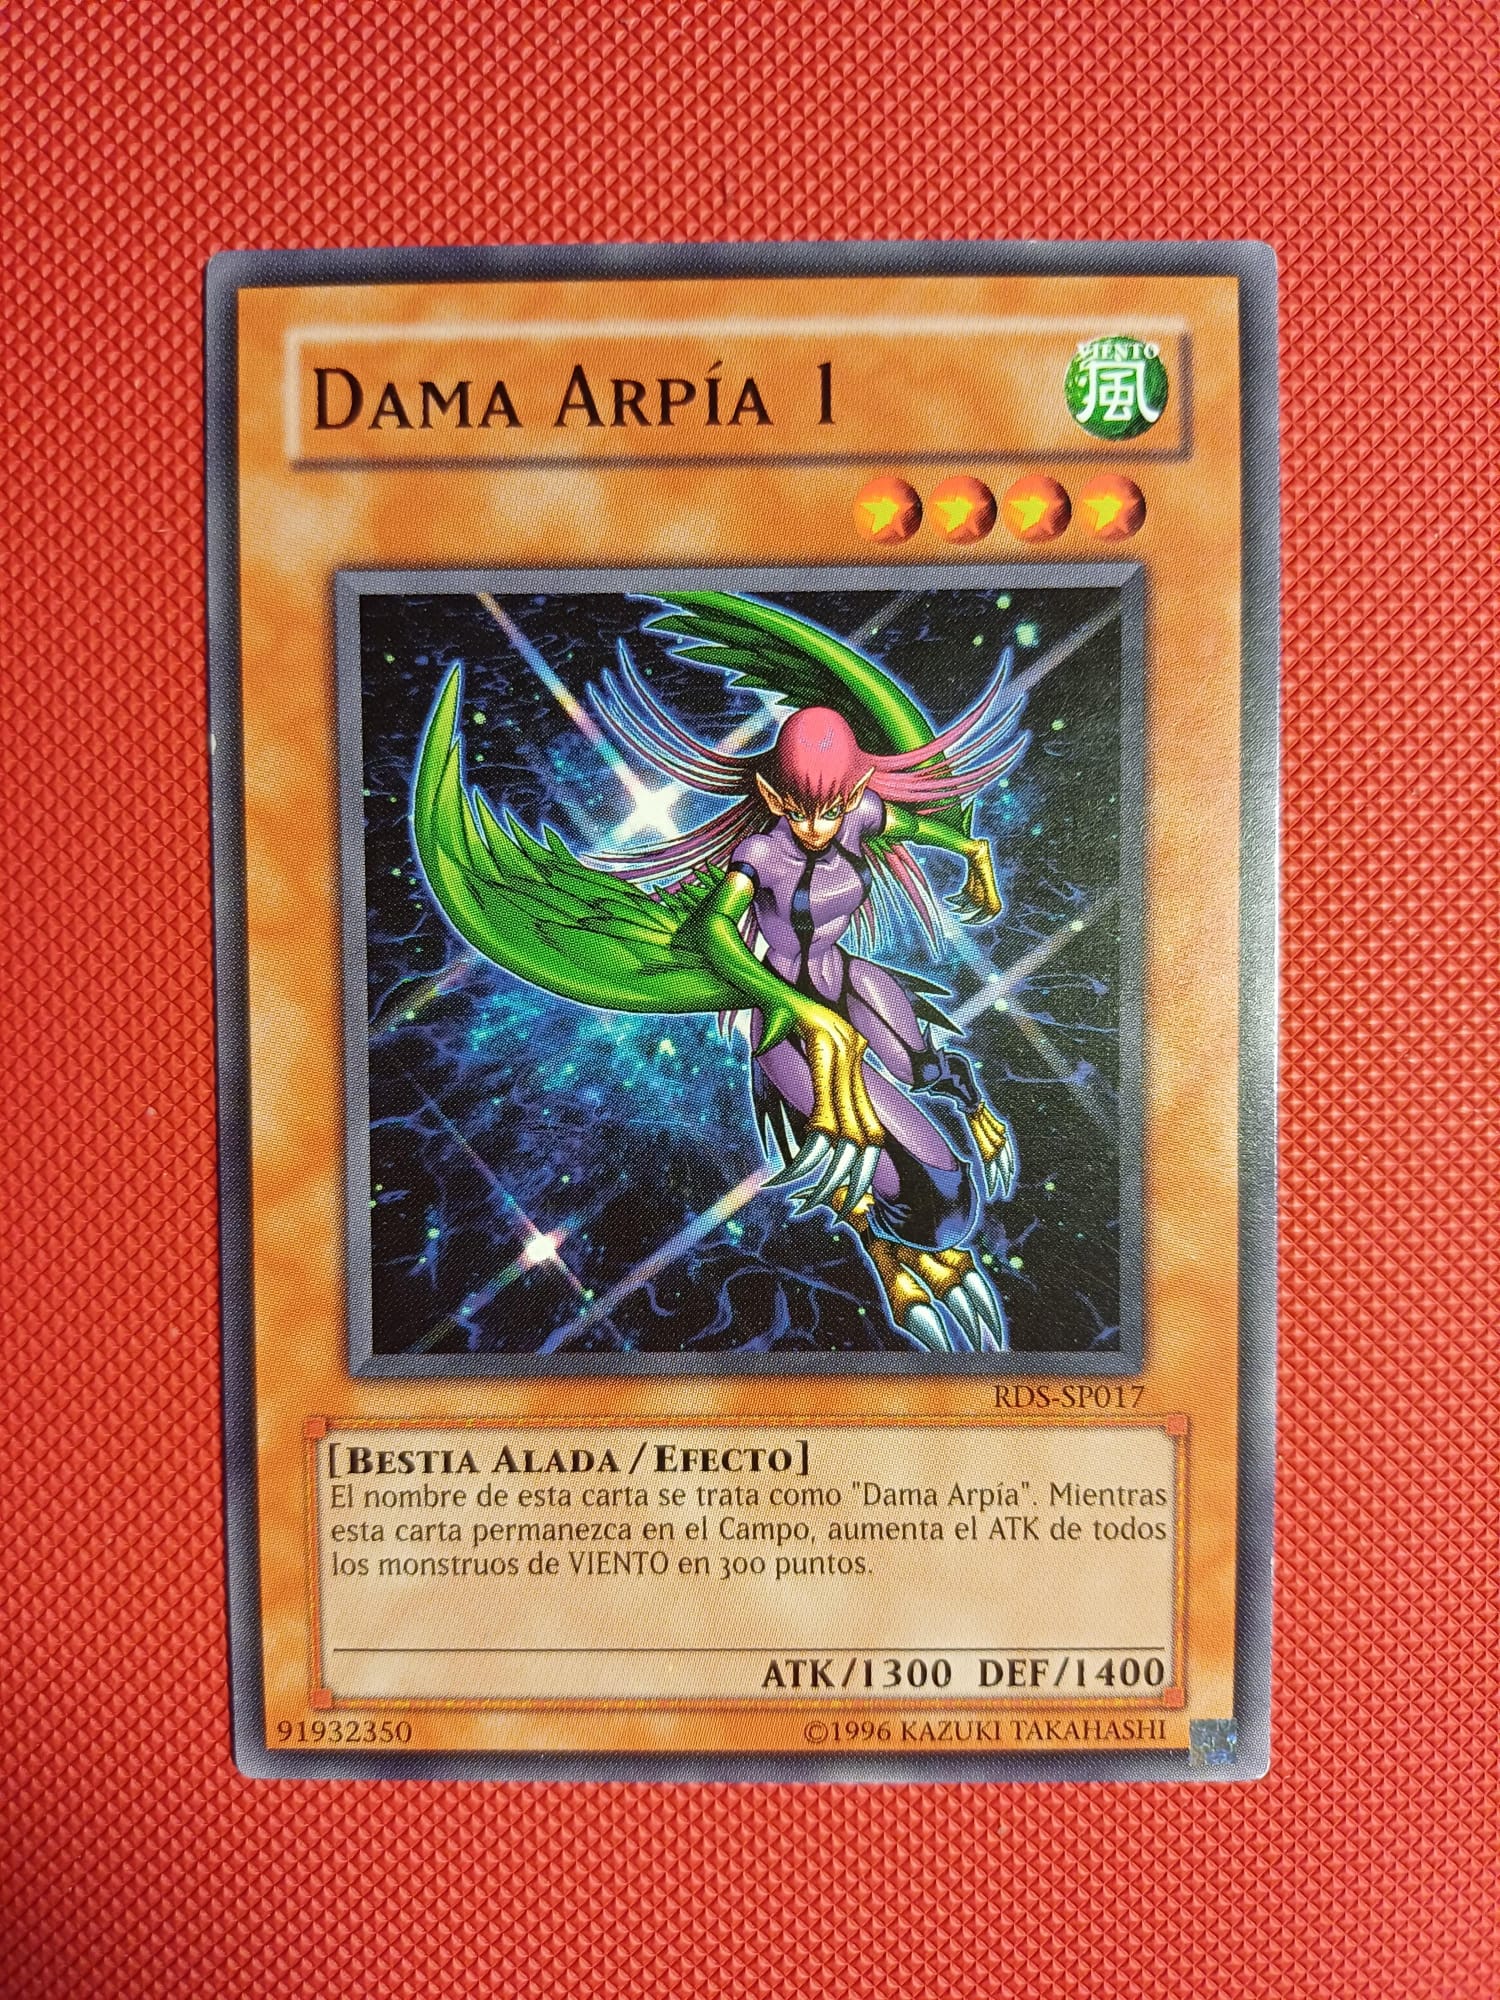 Dama Arpía 1
VIENTO
風
RDS-SP017
[Bestia Alada / Efecto]
El nombre de esta carta se trata como "Dama Arpía". Mientras
esta carta permanezca en el Campo, aumenta el ATK de todos
los monstruos de VIENTO en 300 puntos.
ATK/1300 DEF/1400
91932350
©1996 KAZUKI TAKAHASHI